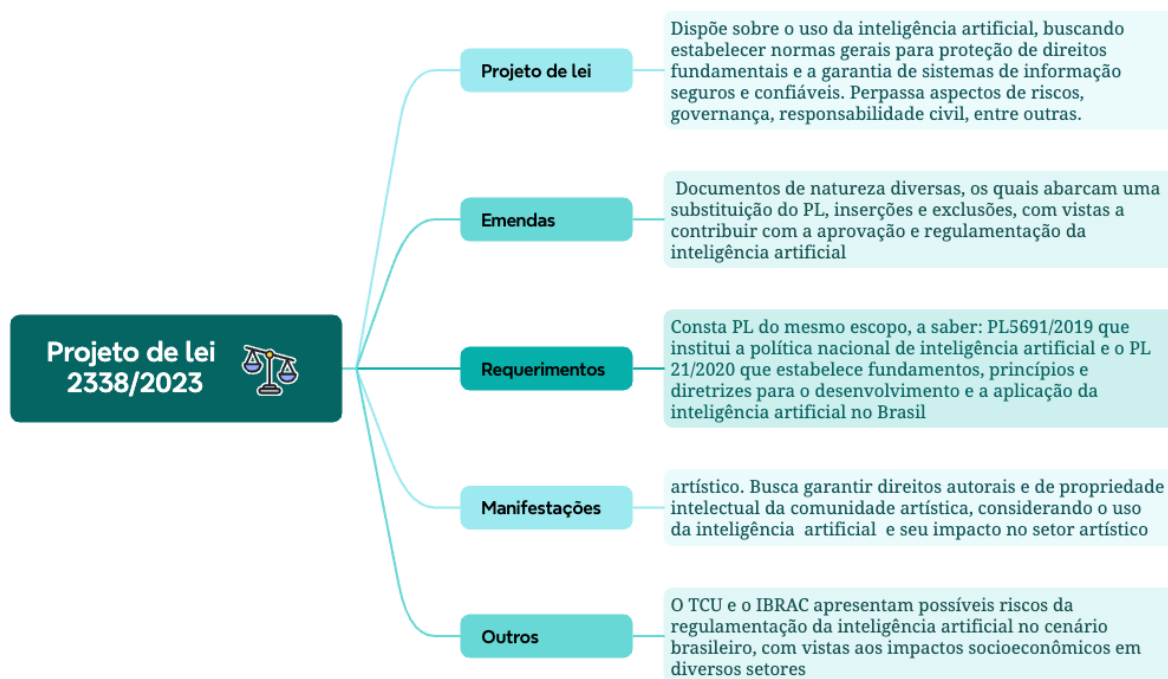 Projeto de lei
2338/2023
Projeto de lei
Dispõe sobre o uso da inteligência artificial, buscando
estabelecer normas gerais para proteção de direitos
fundamentais e a garantia de sistemas de informação
seguros e confiáveis. Perpassa aspectos de riscos,
governança, responsabilidade civil, entre outras.
Emendas
Documentos de natureza diversas, os quais abarcam uma
substituição do PL, inserções e exclusões, com vistas a
contribuir com a aprovação e regulamentação da
inteligência artificial
Requerimentos
Consta PL do mesmo escopo, a saber: PL5691/2019 que
institui a política nacional de inteligência artificial e o PL
21/2020 que estabelece fundamentos, princípios e
diretrizes para o desenvolvimento e a aplicação da
inteligência artificial no Brasil
Manifestações
artístico. Busca garantir direitos autorais e de propriedade
intelectual da comunidade artística, considerando o uso
da inteligência artificial e seu impacto no setor artístico
Outros
O TCU e o IBRAC apresentam possíveis riscos da
regulamentação da inteligência artificial no cenário
brasileiro, com vistas aos impactos socioeconômicos em
diversos setores